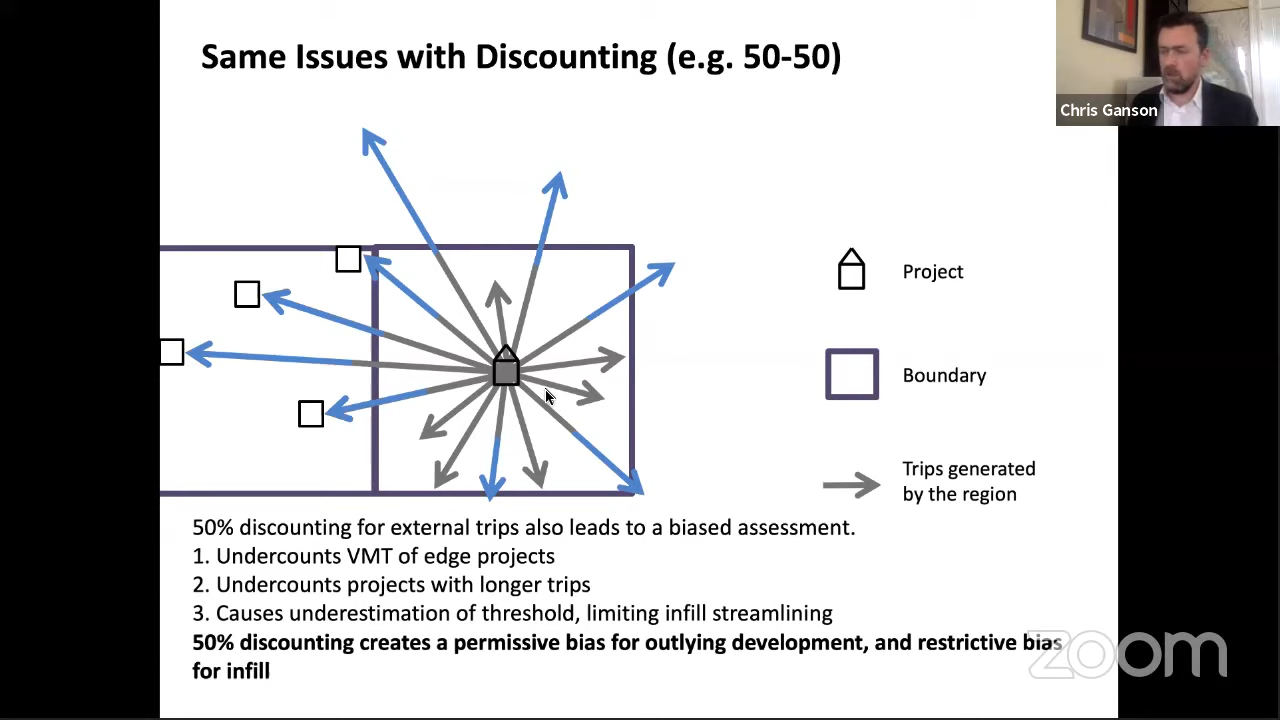 Same Issues with Discounting (e.g. 50-50)
Chris Ganson
Project
Boundary
Trips generated
by the region
50% discounting for external trips also leads to a biased assessment.
1. Undercounts VMT of edge projects
2. Undercounts projects with longer trips
3. Causes underestimation of threshold, limiting infill streamlining
50% discounting creates a permissive bias for outlying development, and restrictive bias
for infill
zoom